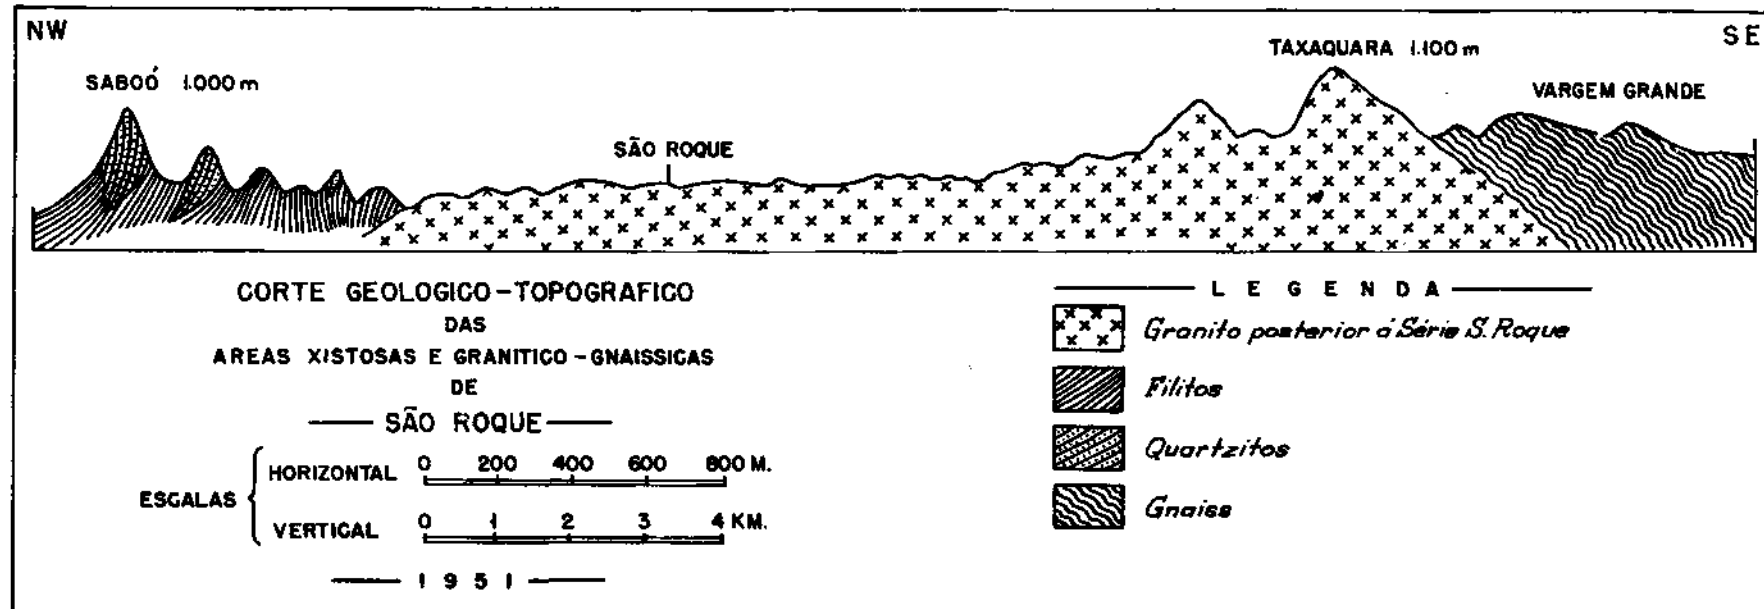 NW
SE
SABOÓ 1.000 m
TAXAQUARA 1.100 m
VARGEM GRANDE
SÃO ROQUE
CORTE GEOLOGICO-TOPOGRAFICO
DAS
AREAS XISTOSAS E GRANITICO-GNAISSICAS
DE
SÃO ROQUE
ESCALAS
HORIZONTAL 0 200 400 600 800 M.
VERTICAL 0 1 2 3 4 KM.
1951
LEGENDA
Granito posterior á Série S. Roque
Filitos
Quartzitos
Gnaiss